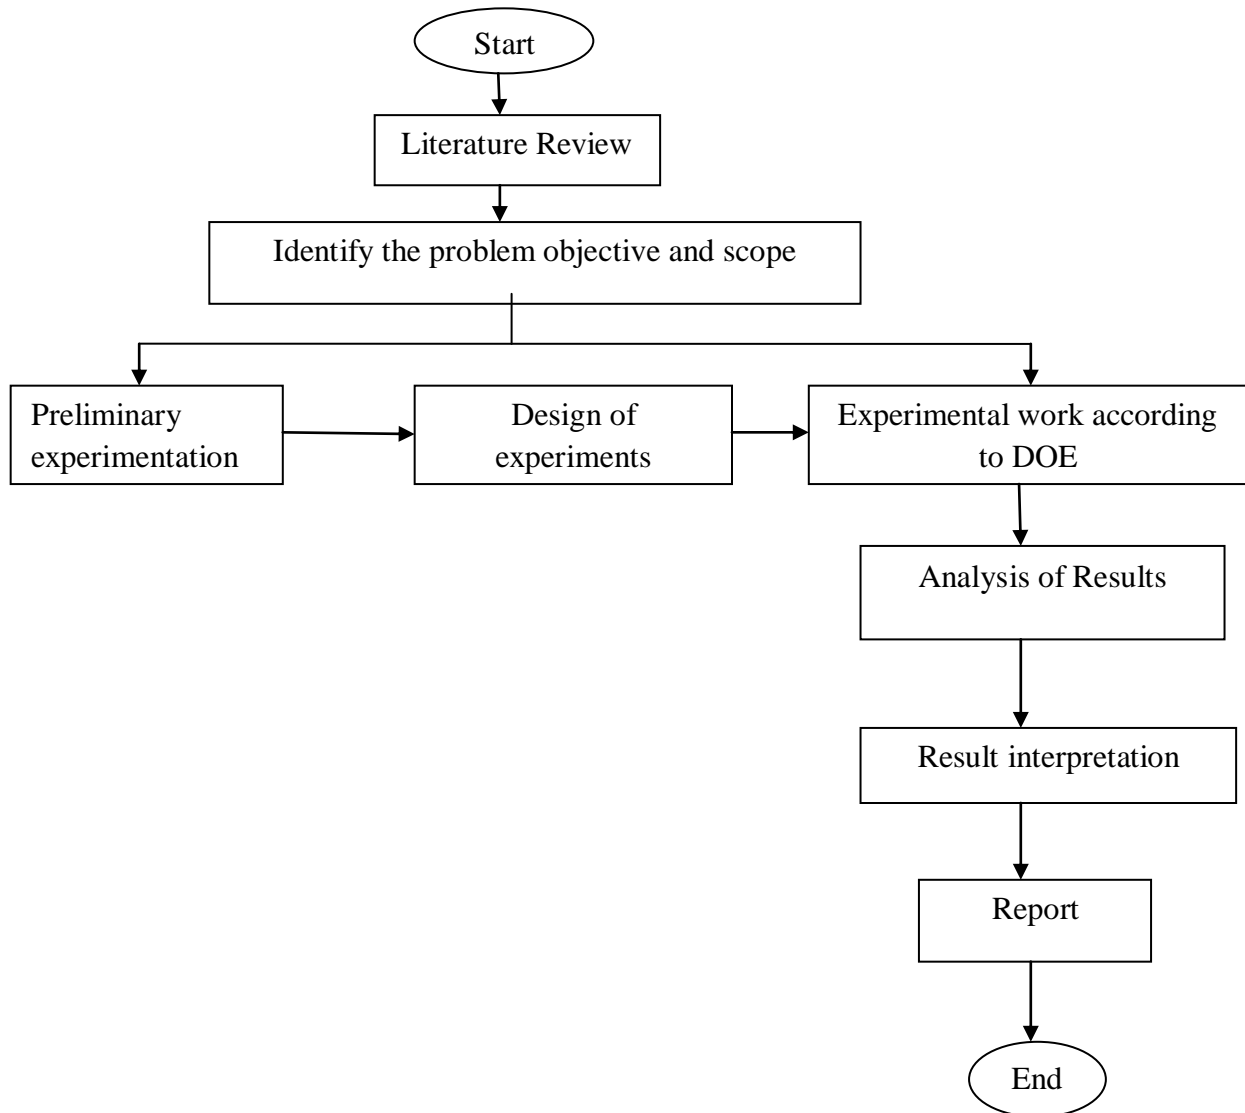 Start
Literature Review
Identify the problem objective and scope
Preliminary
experimentation
Design of
experiments
Experimental work according
to DOE
Analysis of Results
Result interpretation
Report
End